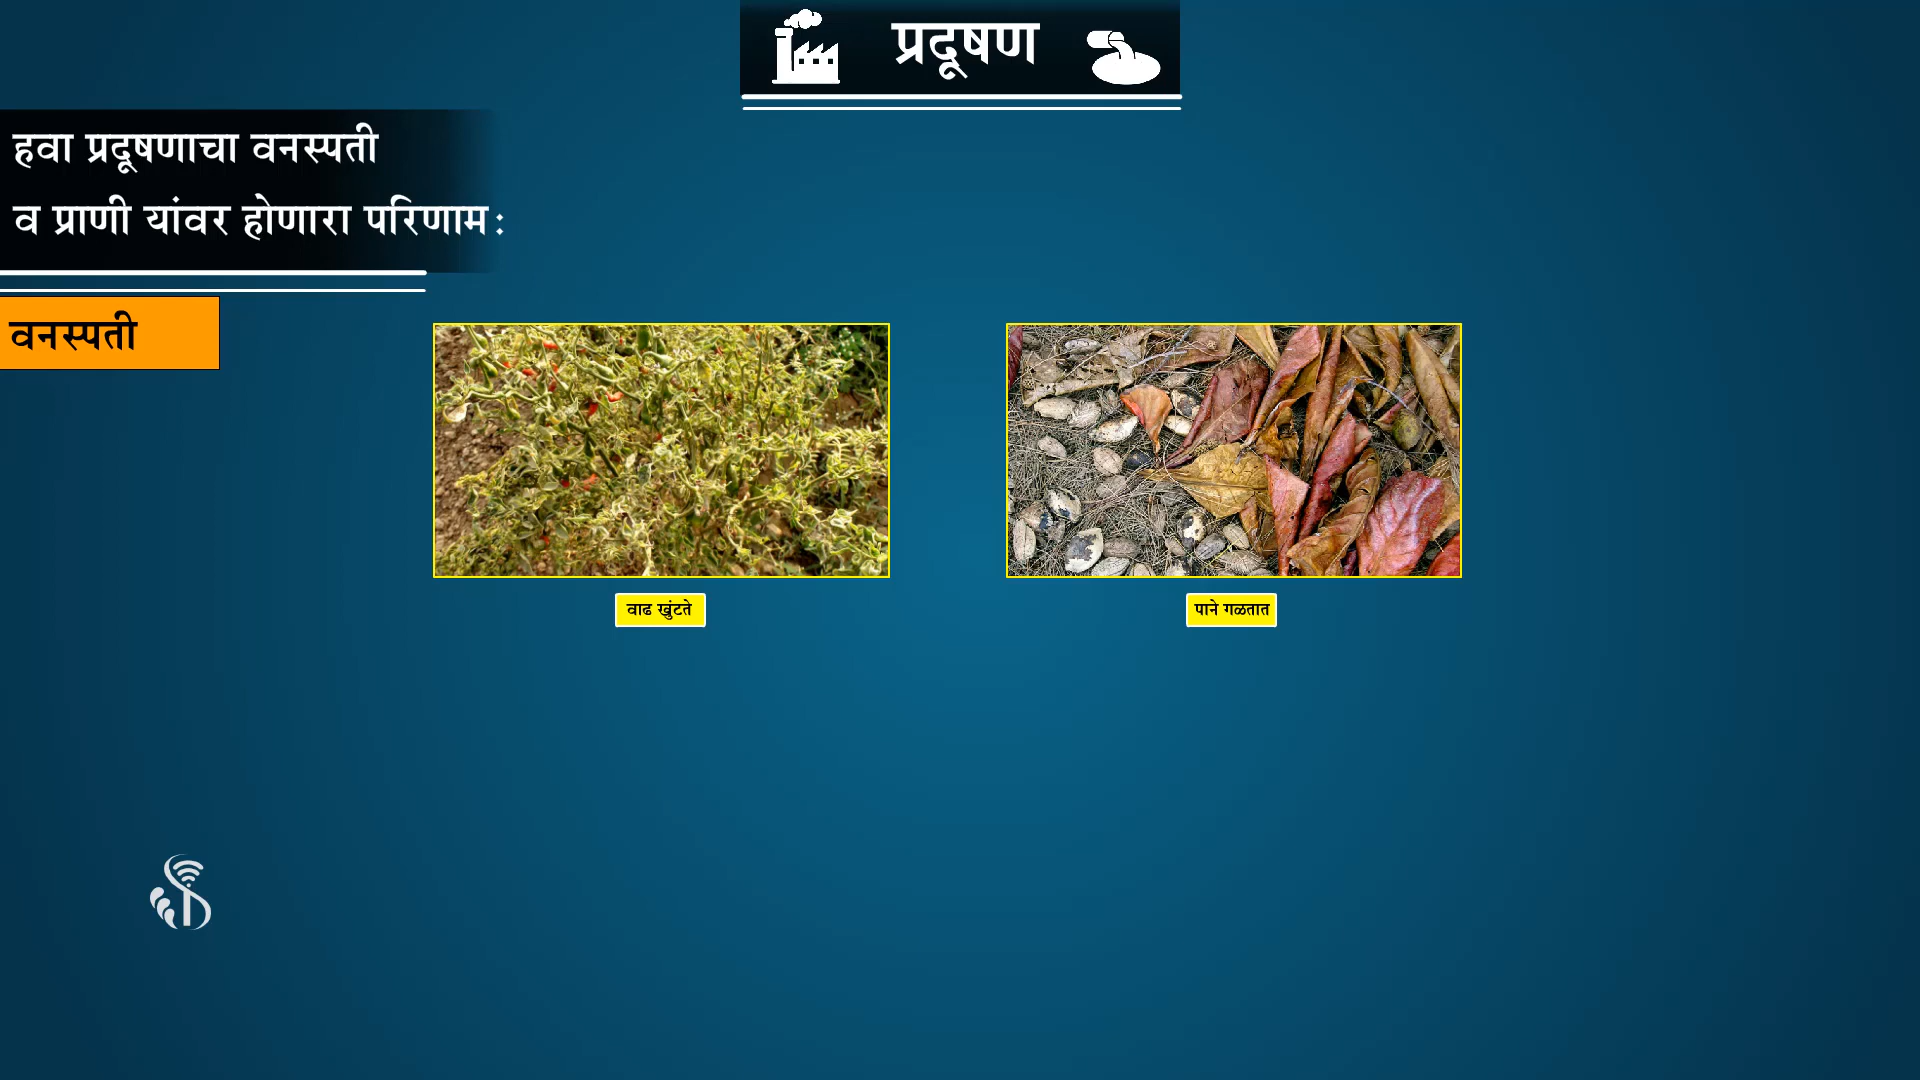 प्रदूषण
हवा प्रदूषणाचा वनस्पती
व प्राणी यांवर होणारा परिणाम:
वनस्पती
वाढ खुंटते
पाने गळतात